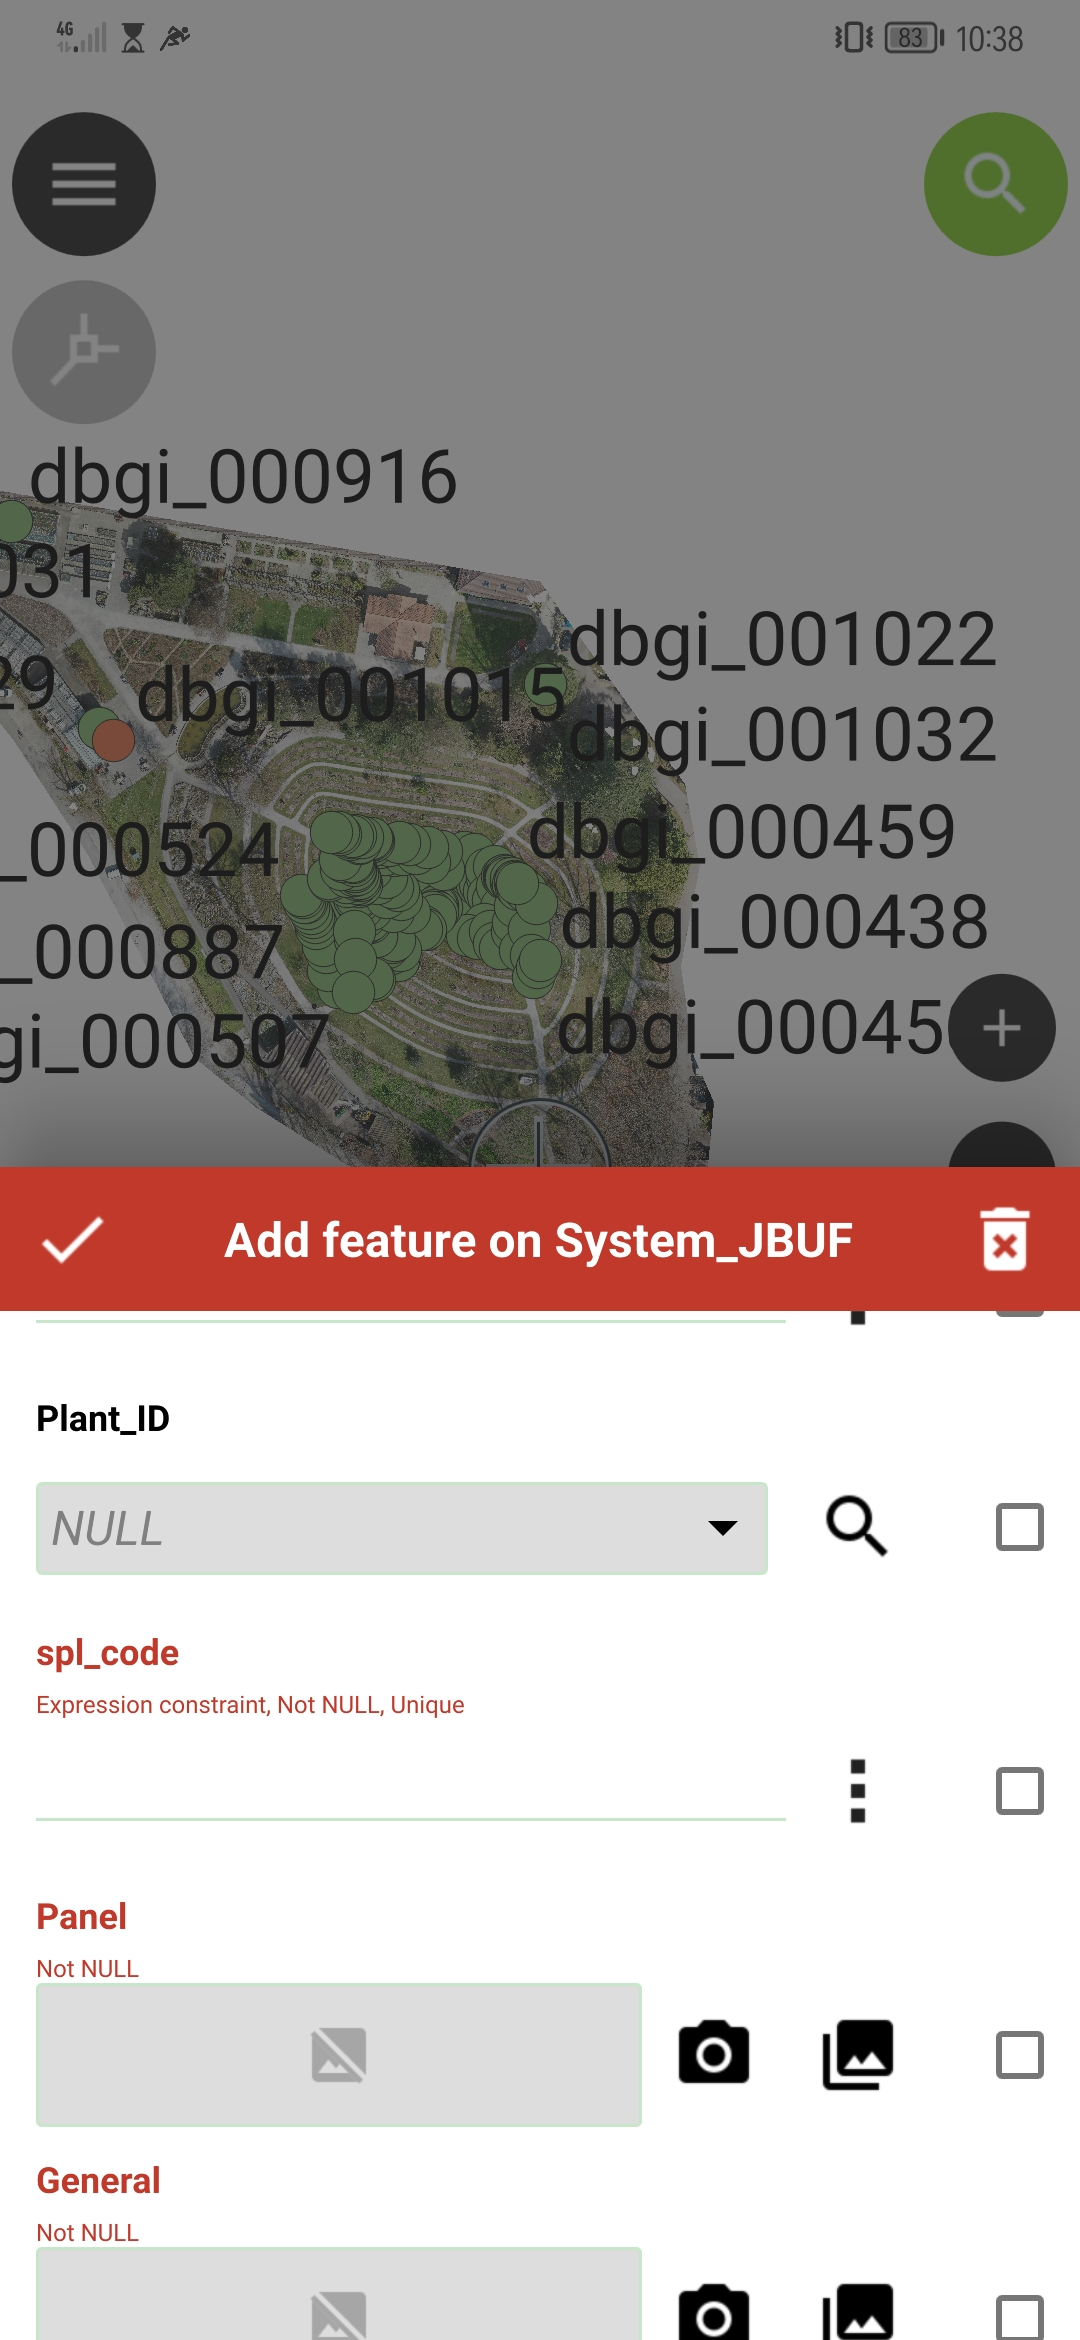 4G
83
10:38
dbgi_000916
031
dbgi_001022
29
dbgi_001015
dbgi_001032
dbgi_000459
_000524
dbgi_000438
_000887
dbgi_00045
gi_000507
Add feature on System_JBUF
Plant_ID
NULL
spl_code
Expression constraint, Not NULL, Unique
Panel
Not NULL
General
Not NULL